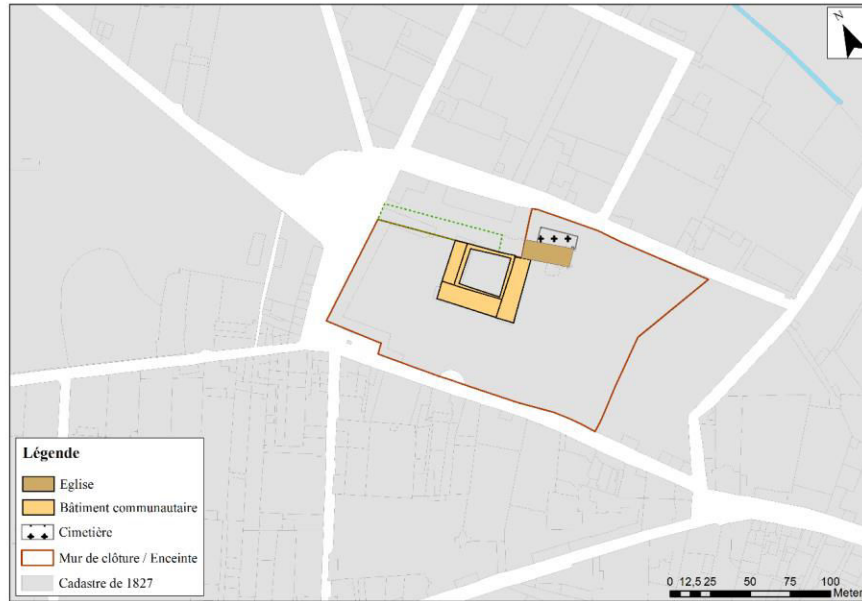 N
Légende
Eglise
Bâtiment communautaire
Cimetière
Mur de clôture / Enceinte
Cadastre de 1827
0 12,5 25 50 75 100
Meters